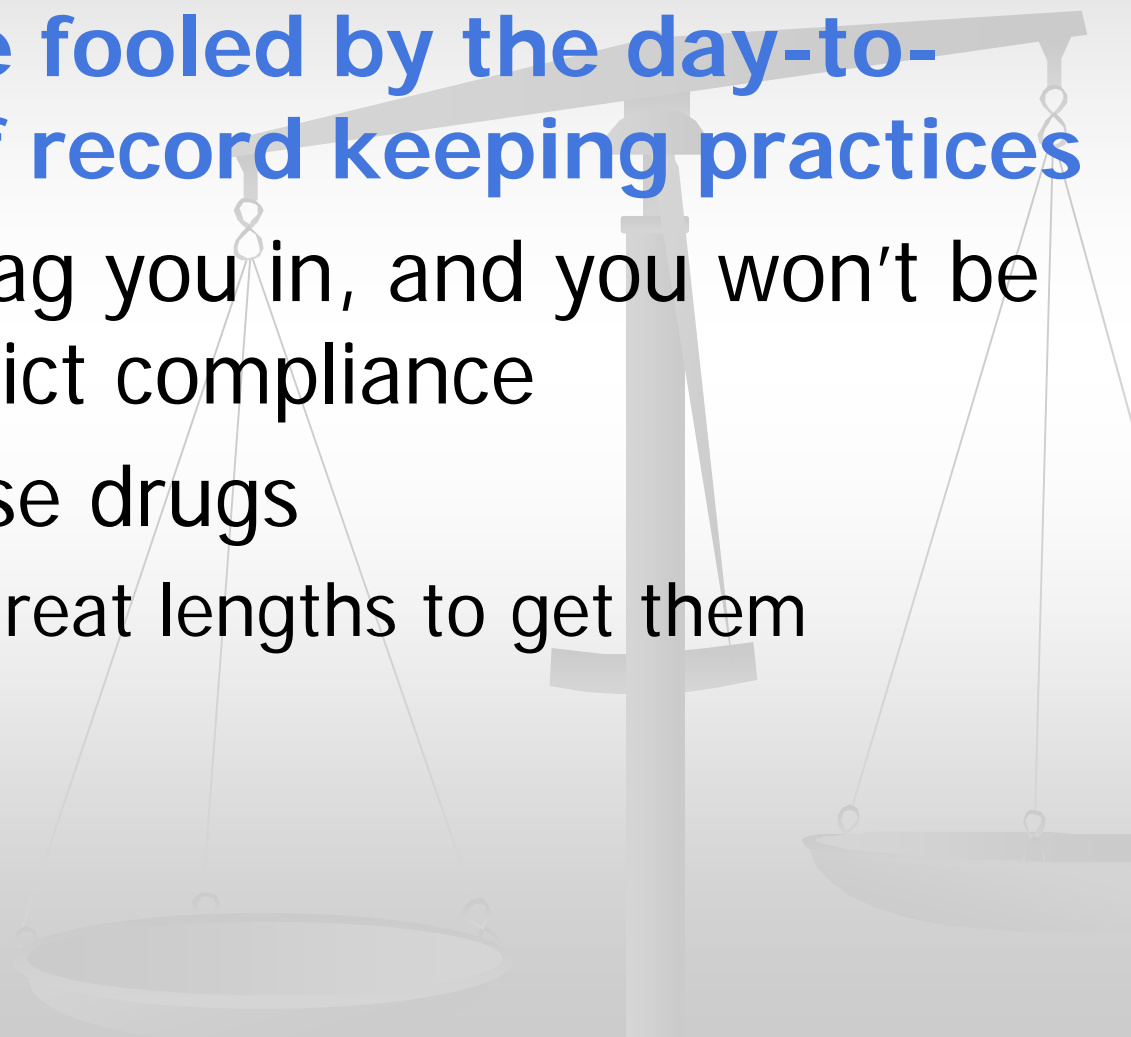 e fooled by the day-to-
f record keeping practices
ag you in, and you won't be
ict compliance
se drugs
reat lengths to get them